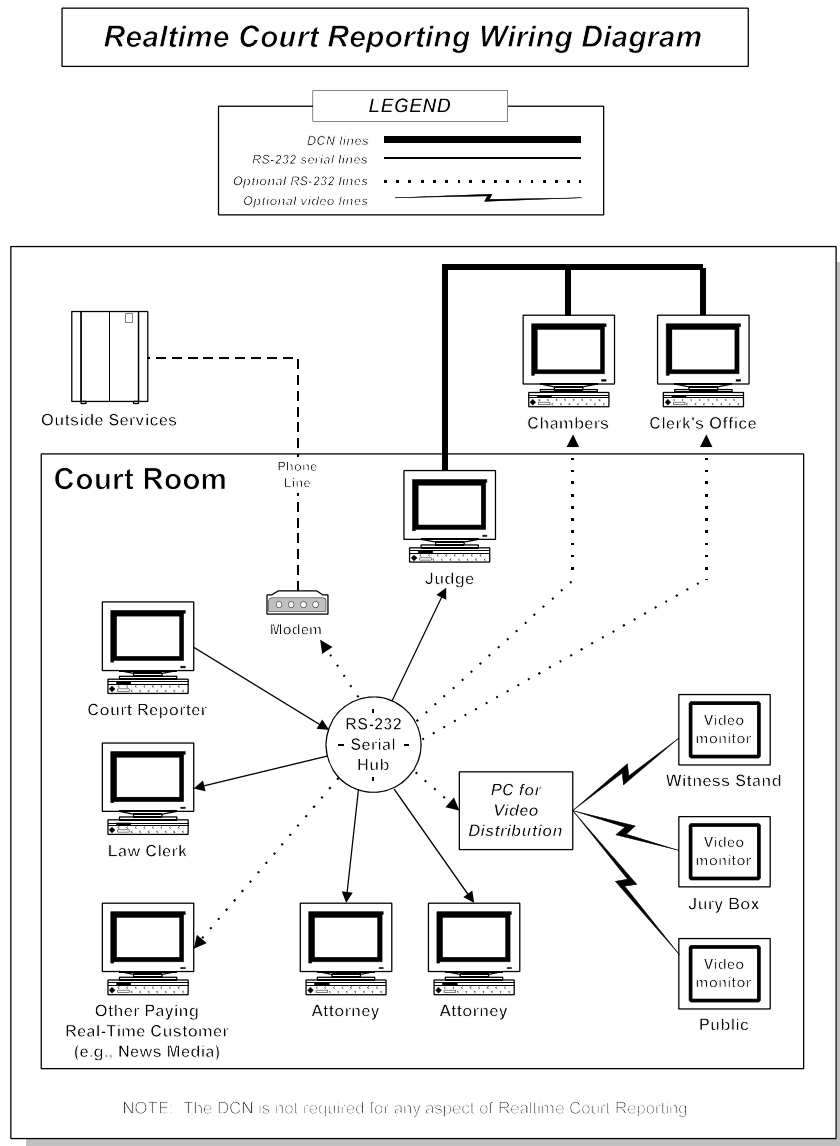 Realtime Court Reporting Wiring Diagram
LEGEND
DCN lines
RS-232 serial lines
Optional RS-232 lines
Optional video lines
Outside Services
Chambers
Clerk's Office
Court Room
Phone
Line
Judge
Modem
Court Reporter
RS-232
Serial
Hub
Video
monitor
Witness Stand
PC for
Video
Distribution
Law Clerk
Video
monitor
Jury Box
Other Paying
Real-Time Customer
(e.g., News Media)
Attorney
Attorney
Video
monitor
Public
NOTE: The DCN is not required for any aspect of Realtime Court Reporting